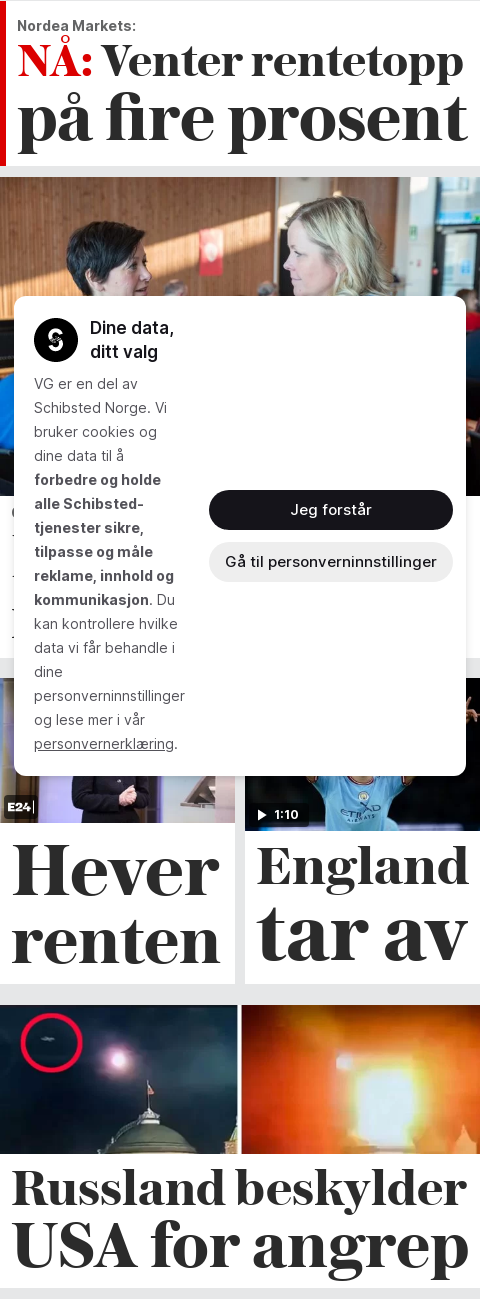 Nordea Markets:
NÅ: Venter rentetopp
på fire prosent
Dine data,
ditt valg
VG er en del av
Schibsted Norge. Vi
bruker cookies og
dine data til å
forbedre og holde
alle Schibsted-
tjenester sikre,
tilpasse og måle
reklame, innhold og
kommunikasjon. Du
kan kontrollere hvilke
data vi får behandle i
dine
personverninnstillinger
og lese mer i vår
personvernerklæring.
Jeg forstår
Gå til personverninnstillinger
E24
ETIHAD
AIRWAYS
1:10
Hever
renten
England
tar av
Russland beskylder
USA for angrep